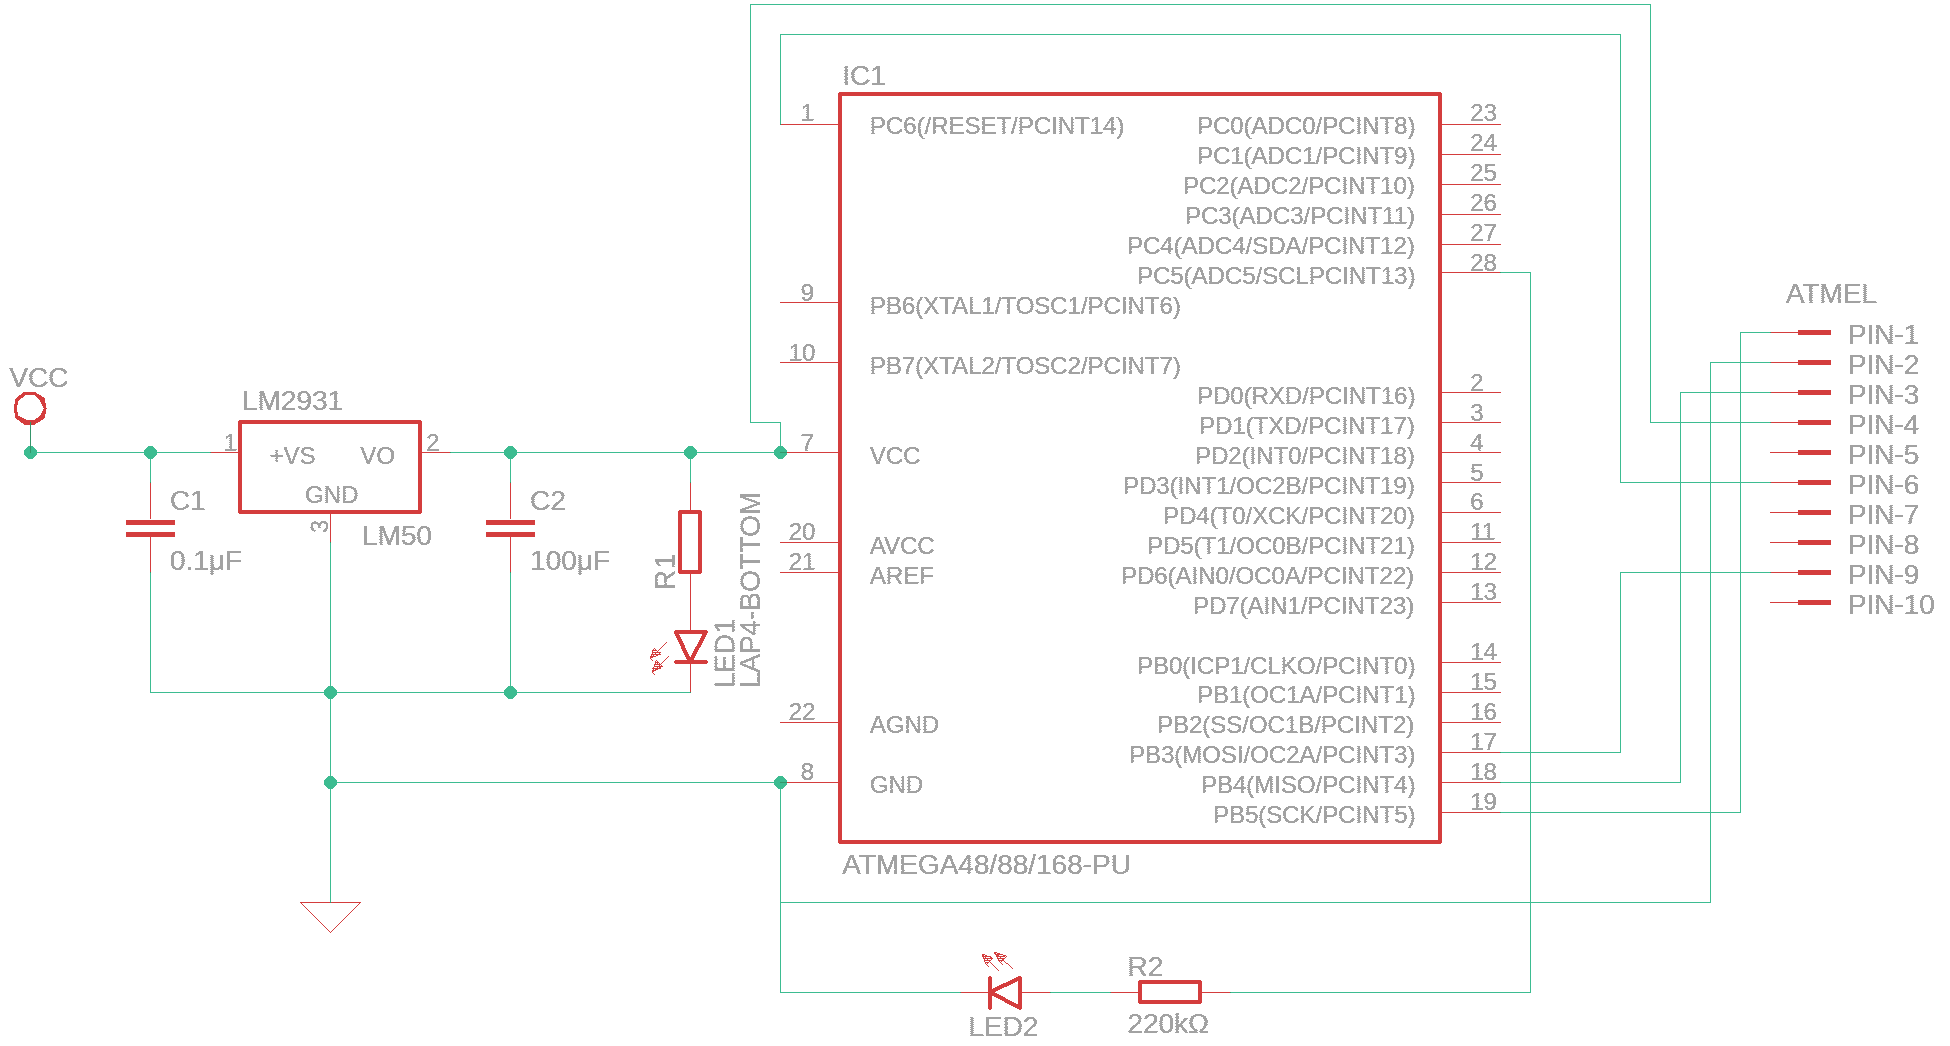 IC1
1
PC6(/RESET/PCINT14)
PC0(ADC0/PCINT8)
23
PC1(ADC1/PCINT9)
24
PC2(ADC2/PCINT10)
25
PC3(ADC3/PCINT11)
26
PC4(ADC4/SDA/PCINT12)
27
PC5(ADC5/SCLPCINT13)
28
9
PB6(XTAL1/TOSC1/PCINT6)
10
PB7(XTAL2/TOSC2/PCINT7)
PD0(RXD/PCINT16)
2
PD1(TXD/PCINT17)
3
7
VCC
PD2(INT0/PCINT18)
4
PD3(INT1/OC2B/PCINT19)
5
PD4(T0/XCK/PCINT20)
6
20
AVCC
PD5(T1/OC0B/PCINT21)
11
21
AREF
PD6(AIN0/OC0A/PCINT22)
12
PD7(AIN1/PCINT23)
13
PB0(ICP1/CLKO/PCINT0)
14
PB1(OC1A/PCINT1)
15
22
AGND
PB2(SS/OC1B/PCINT2)
16
PB3(MOSI/OC2A/PCINT3)
17
8
GND
PB4(MISO/PCINT4)
18
PB5(SCK/PCINT5)
19
ATMEGA48/88/168-PU
VCC
LM2931
1
+VS
VO
2
GND
3
LM50
C1
0.1µF
C2
100µF
R1
LED1
LAP4-BOTTOM
ATMEL
PIN-1
PIN-2
PIN-3
PIN-4
PIN-5
PIN-6
PIN-7
PIN-8
PIN-9
PIN-10
LED2
R2
220kΩ